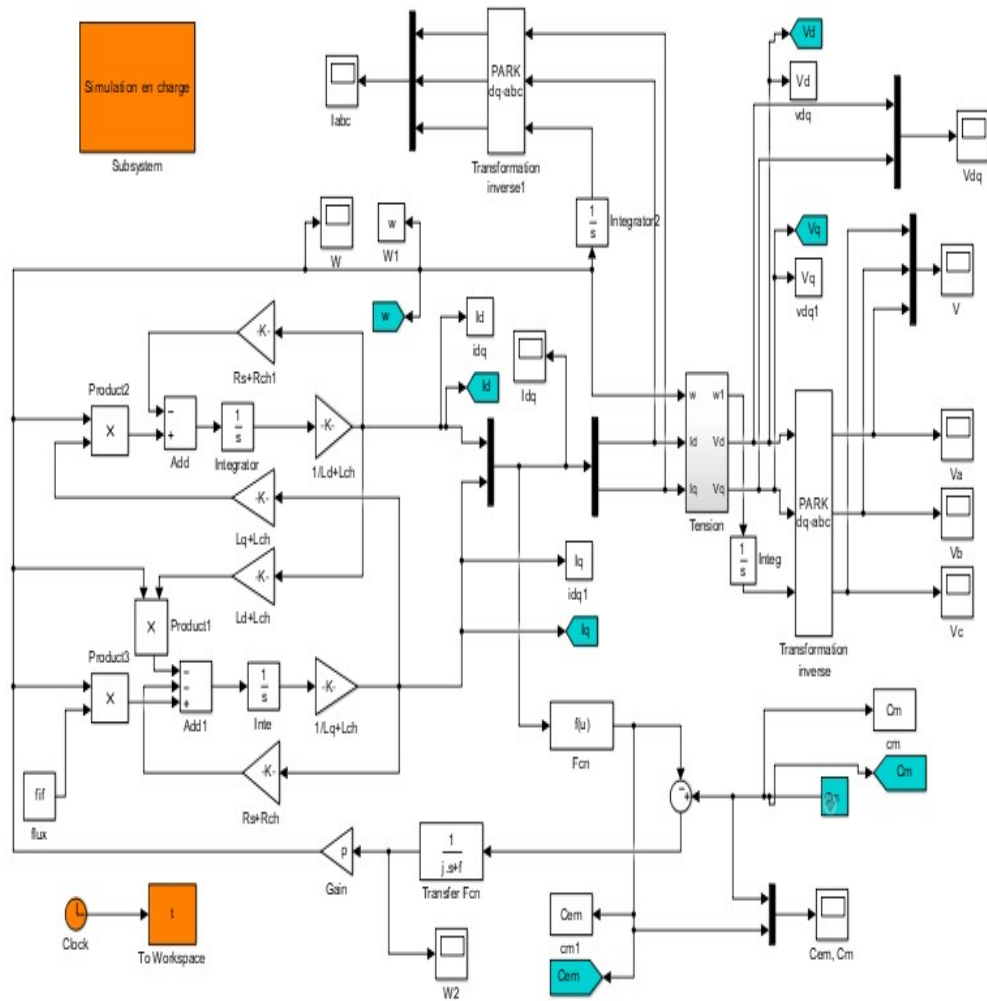 Simulation en charge
Subsystem
Iabc
PARK
dq-abc
Transformation
inverse1
Vd
Vd
vdq
Vdq
W
w
W1
w
1
s
Integrator2
Vq
Vq
vdq1
V
-K-
Rs+Rch1
Id
idq
Id
Idq
Product2
X
Add
1
s
Integrator
-K-
1/Ld+Lch
w
Id
Iq
w1
Vd
Vq
Tension
PARK
dq-abc
Transformation
inverse
1
s
Integ
Va
Vb
Vc
-K-
Lq+Lch
-K-
Ld+Lch
Iq
idq1
Iq
X
Product1
Product3
X
Add1
1
s
Inte
-K-
1/Lq+Lch
-K-
Rs+Rch
fif
flux
f(u)
Fcn
Cm
cm
Cm
p
Gain
1
j.s+f
Transfer Fcn
Clock
t
To Workspace
W2
Cem
cm1
Cem
Cem, Cm